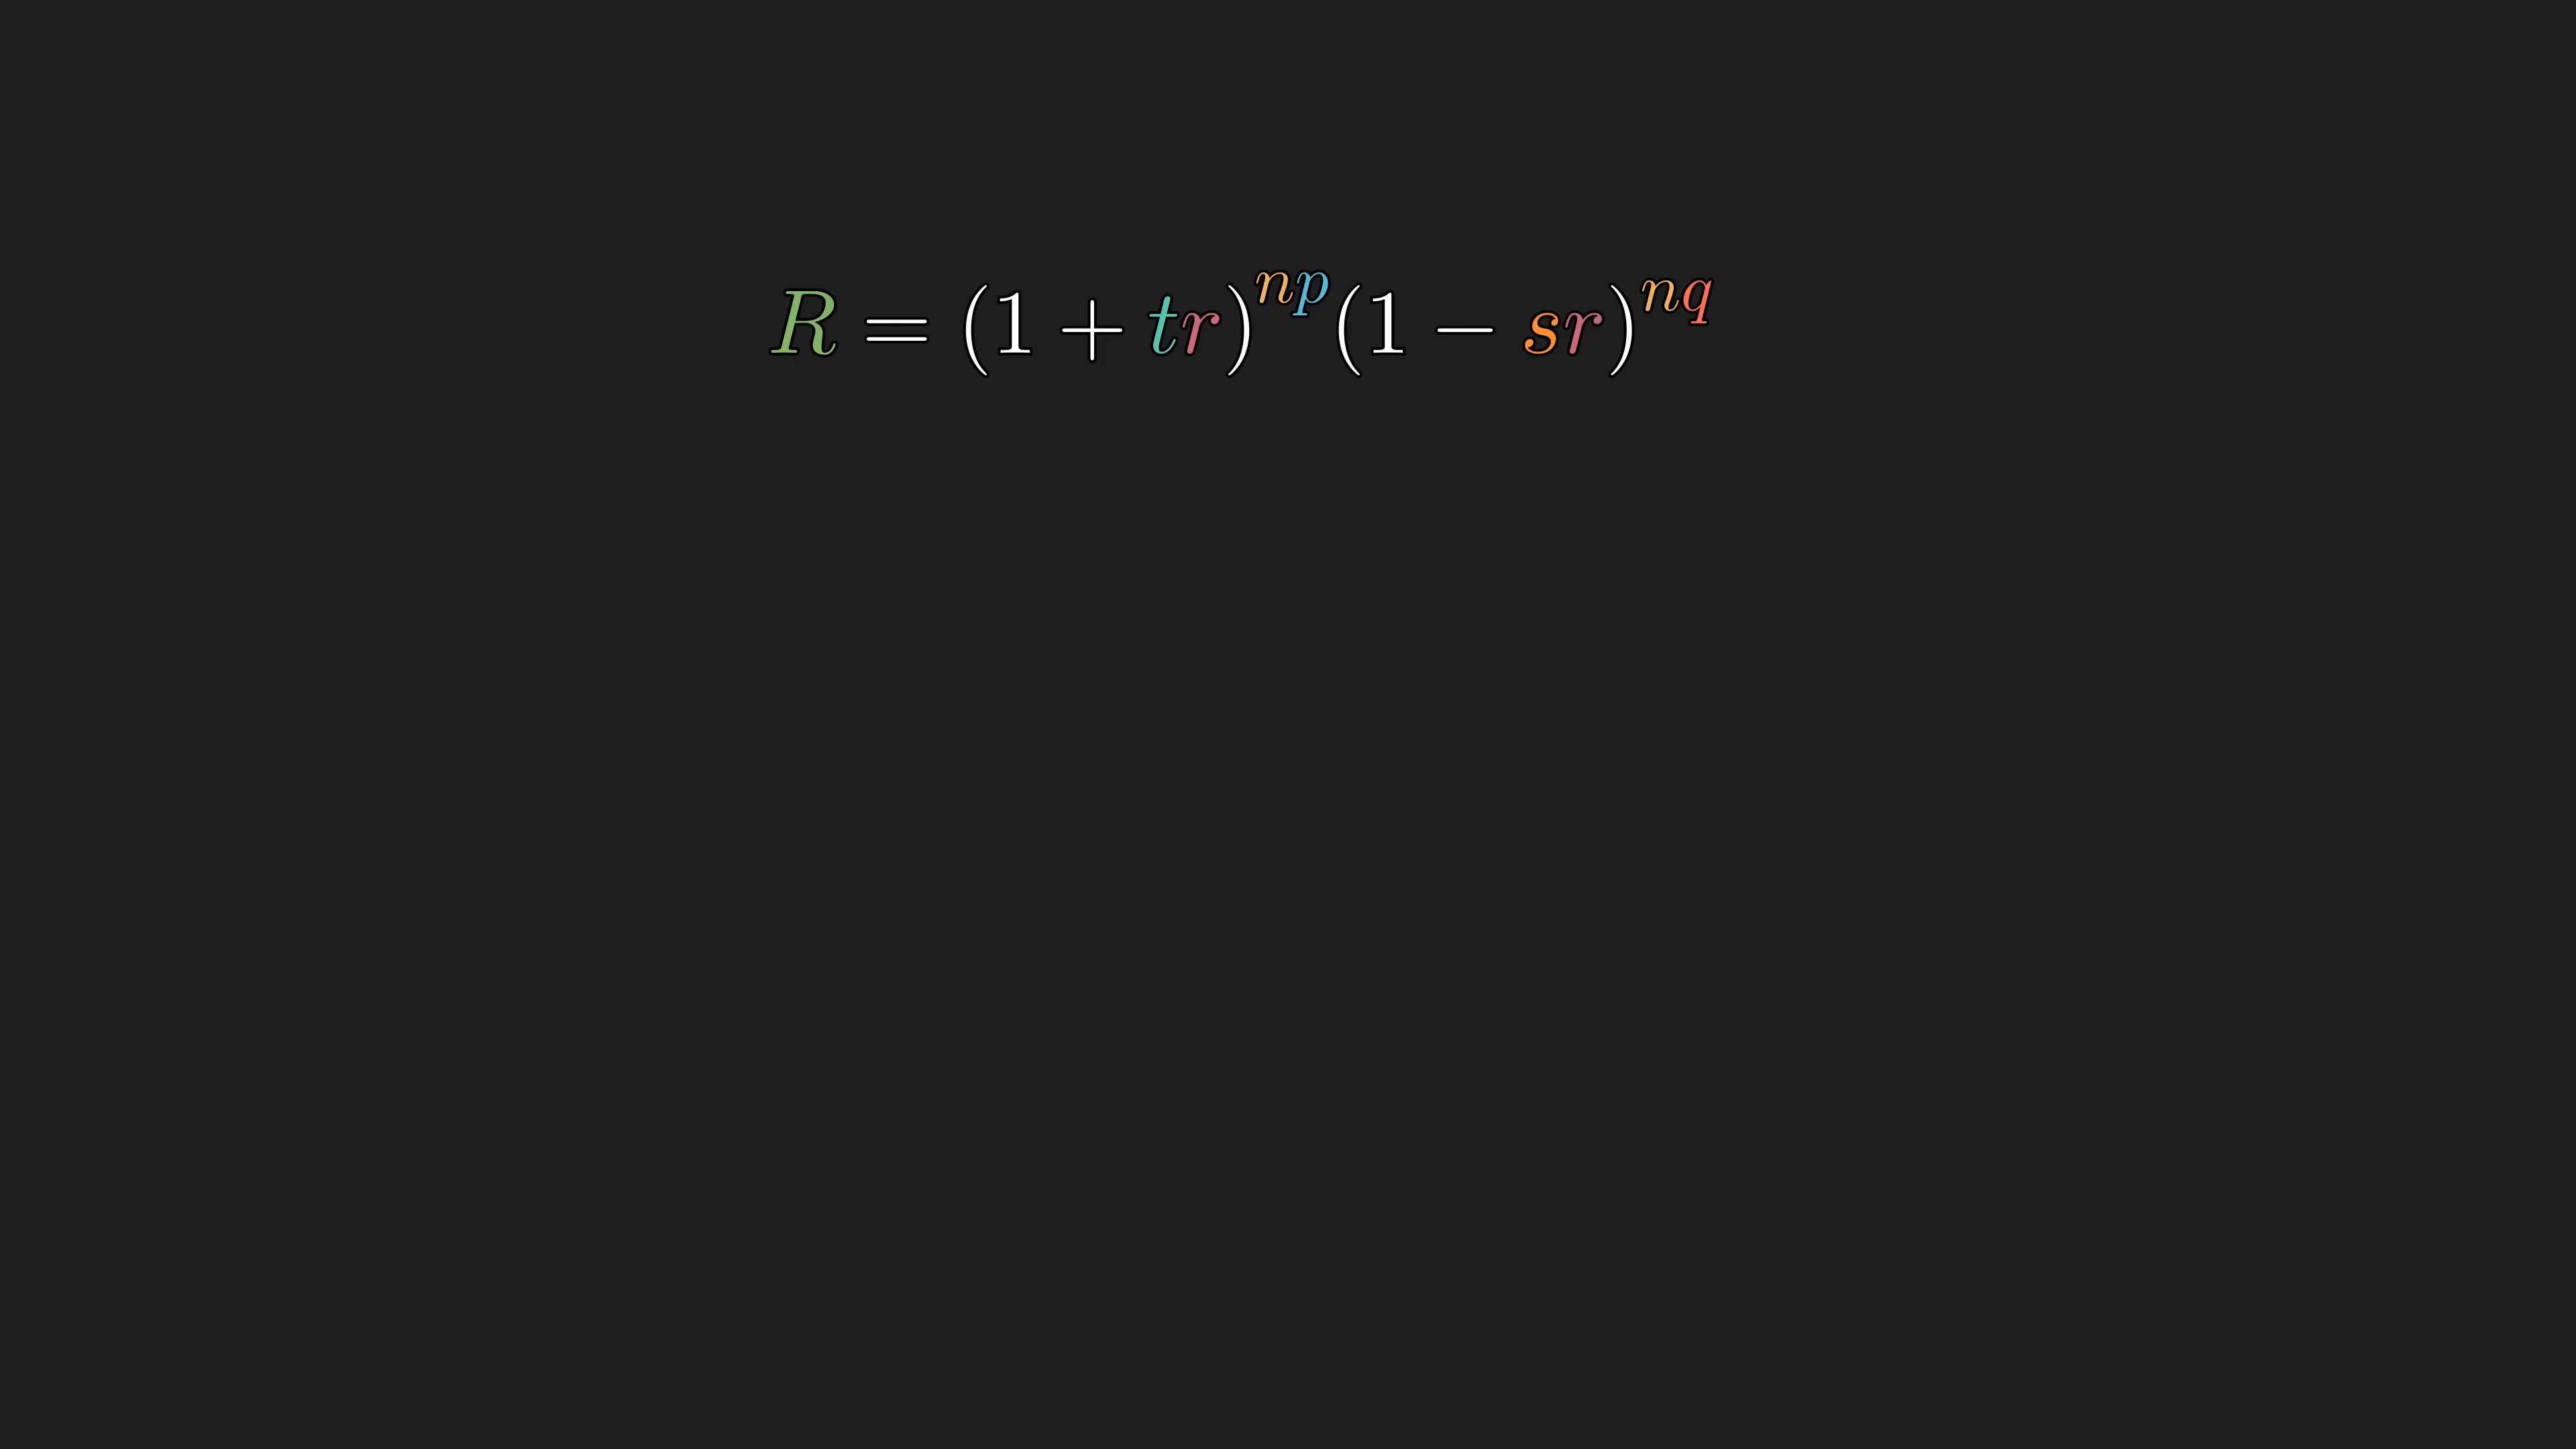 R = (1 + tr)^{np}(1 − sr)^{nq}